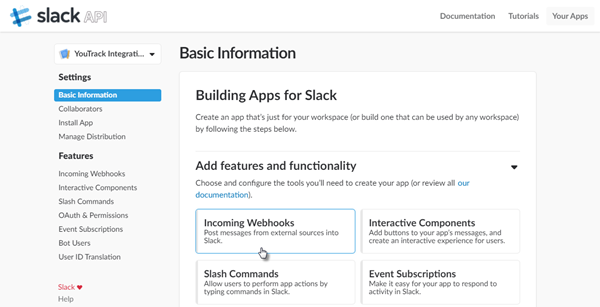 slack API
Documentation
Tutorials
Your Apps
YouTrack Integrati...
Settings
Basic Information
Collaborators
Install App
Manage Distribution
Features
Incoming Webhooks
Interactive Components
Slash Commands
OAuth & Permissions
Event Subscriptions
Bot Users
User ID Translation
Slack
Help
Basic Information
Building Apps for Slack
Create an app that's just for your workspace (or build one that can be used by any workspace)
by following the steps below.
Add features and functionality
Choose and configure the tools you'll need to create your app (or review all our
documentation).
Incoming Webhooks
Post messages from external sources into
Slack.
Interactive Components
Add buttons to your app's messages, and
create an interactive experience for users.
Slash Commands
Allow users to perform app actions by
typing commands in Slack.
Event Subscriptions
Make it easy for your app to respond to
activity in Slack.